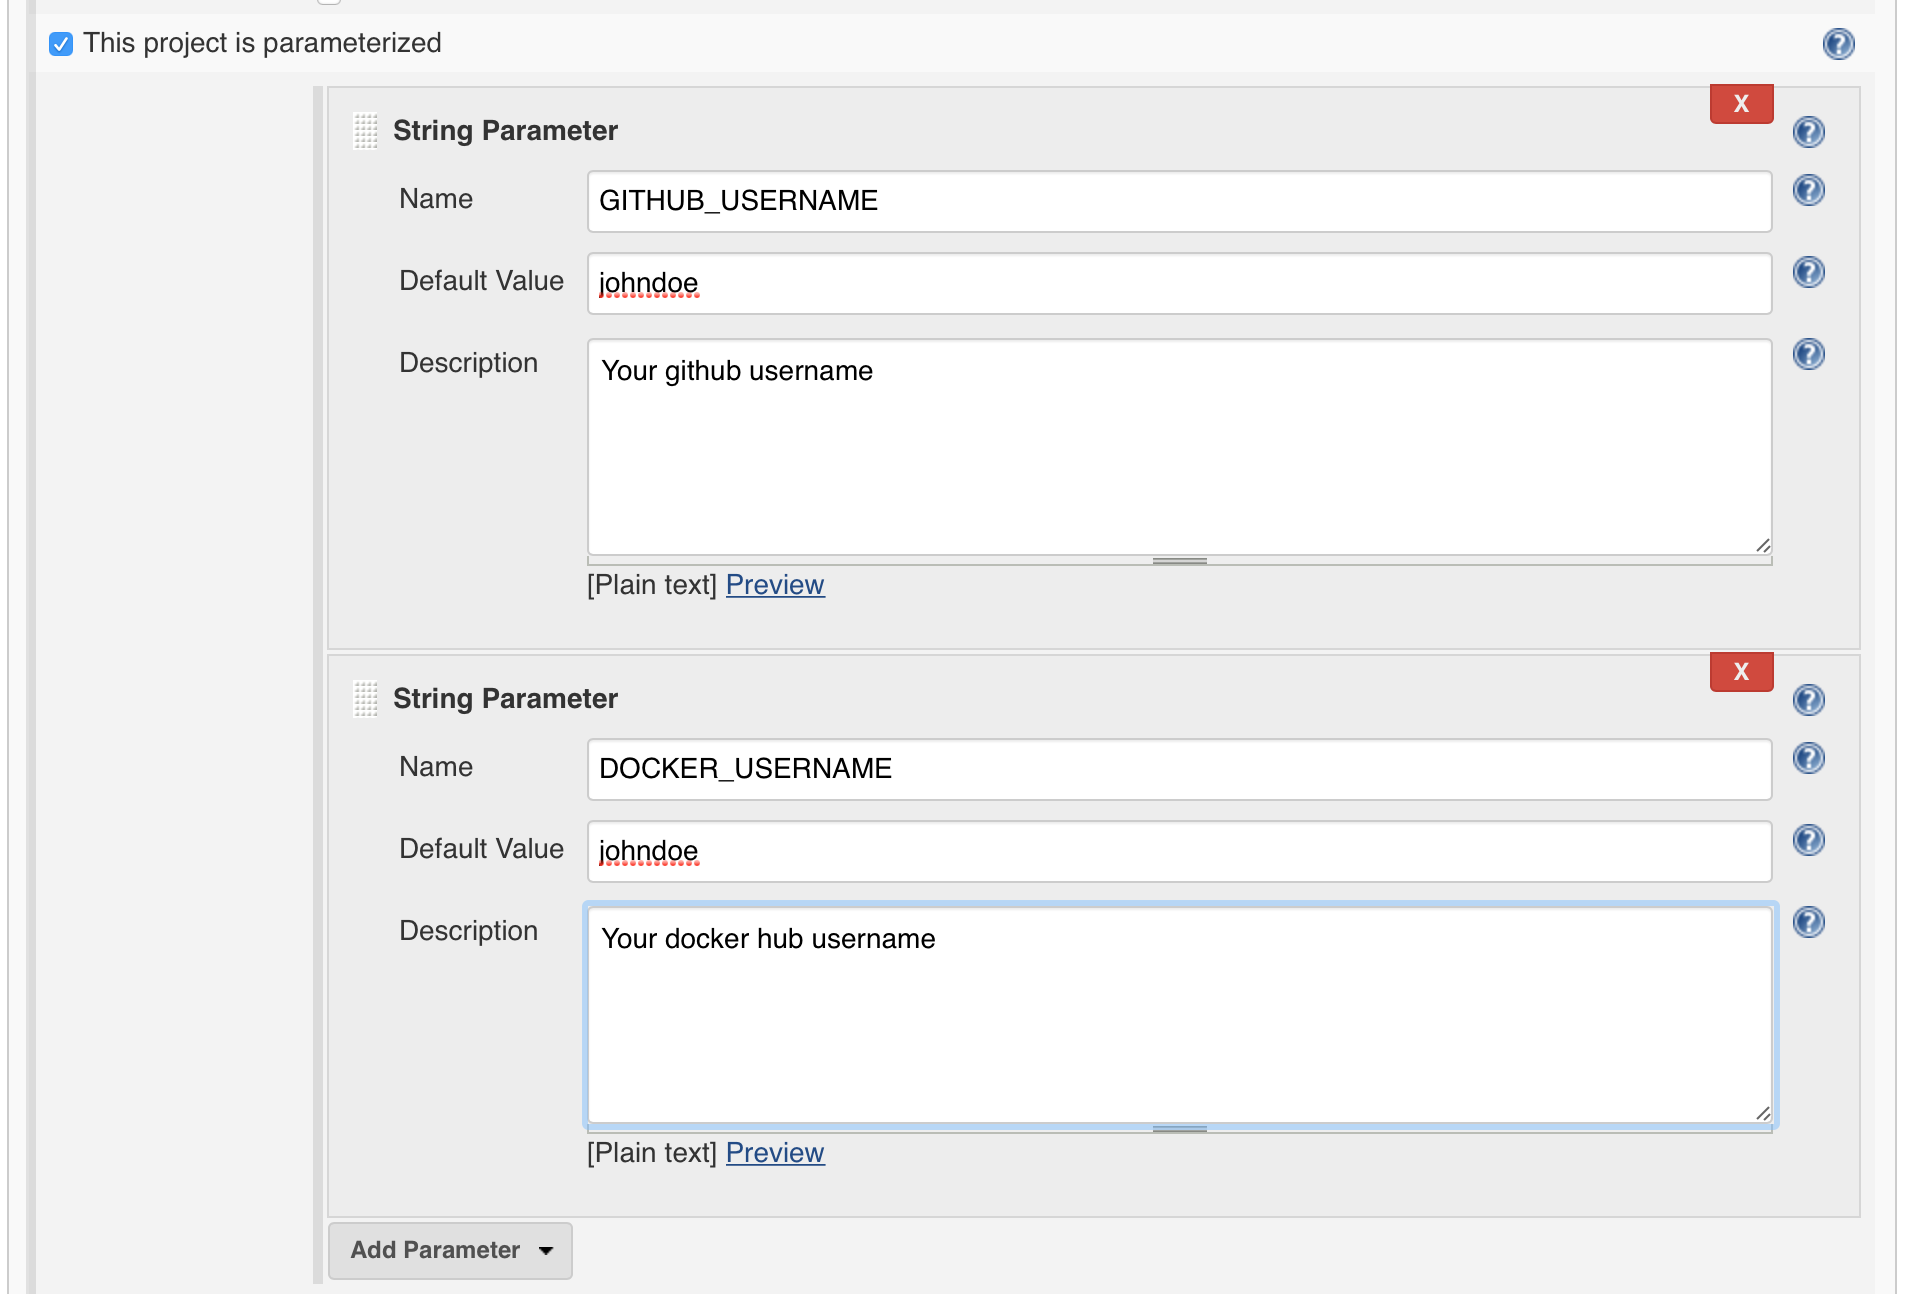 This project is parameterized
?
X
String Parameter
?
Name GITHUB_USERNAME
?
Default Value johndoe
?
Description Your github username
?
[Plain text] Preview
X
String Parameter
?
Name DOCKER_USERNAME
?
Default Value johndoe
?
Description Your docker hub username
?
[Plain text] Preview
Add Parameter